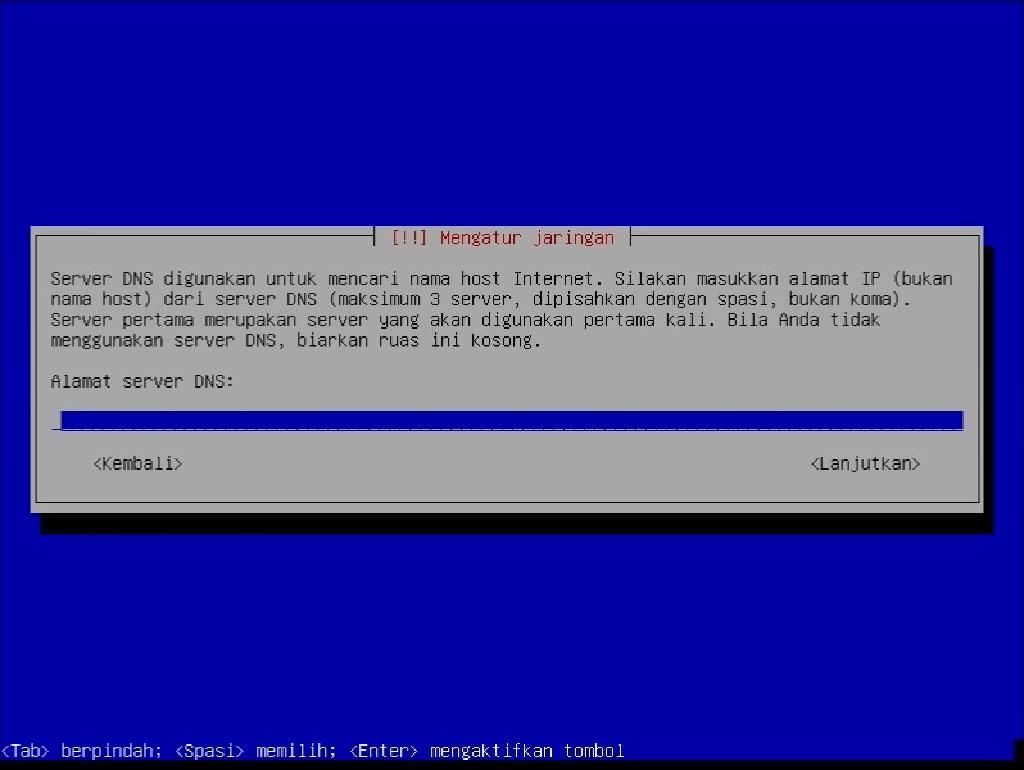 [!!] Mengatur jaringan
Server DNS digunakan untuk mencari nama host Internet. Silakan masukkan alamat IP (bukan
nama host) dari server DNS (maksimum 3 server, dipisahkan dengan spasi, bukan koma).
Server pertama merupakan server yang akan digunakan pertama kali. Bila Anda tidak
menggunakan server DNS, biarkan ruas ini kosong.
Alamat server DNS:
<Kembali> <Lanjutkan>
<Tab> berpindah; <Spasi> memilih; <Enter> mengaktifkan tombol